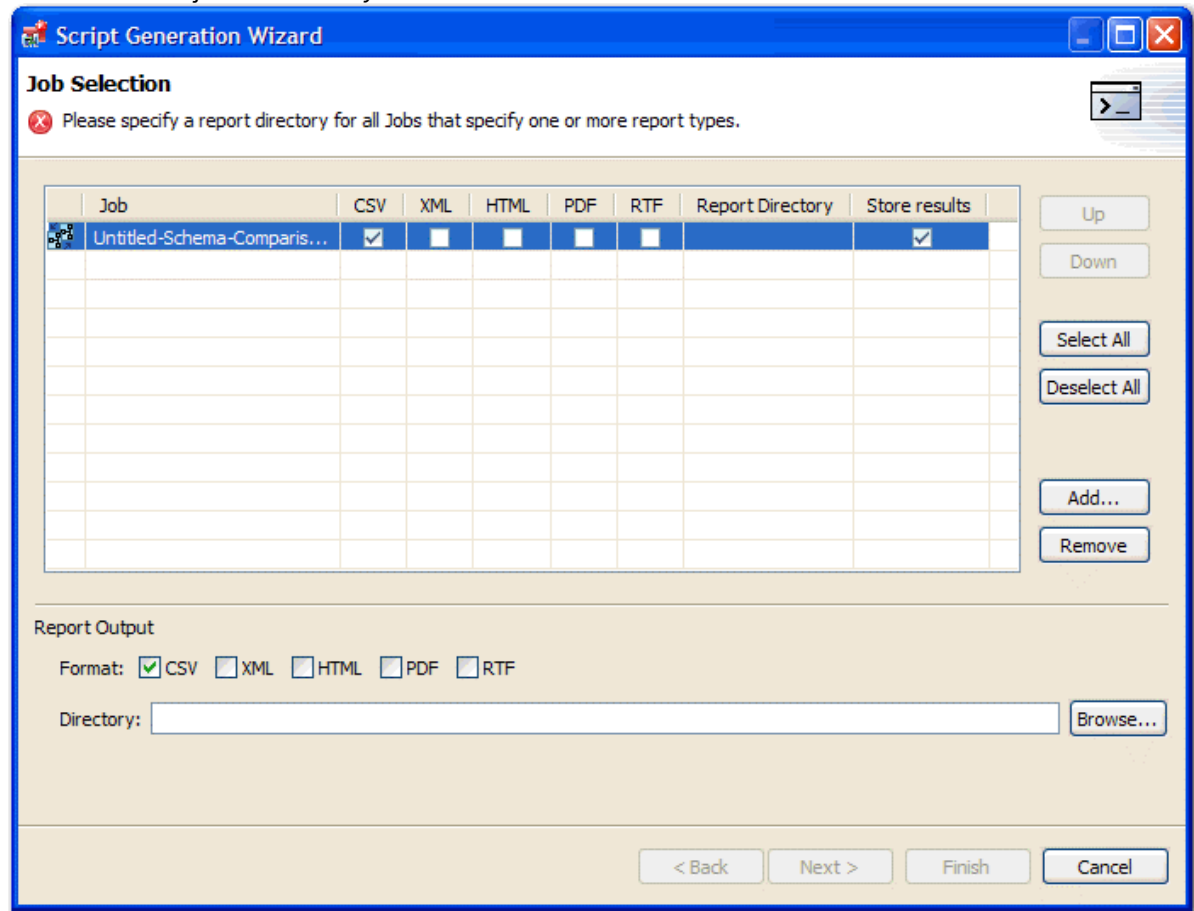 Script Generation Wizard
Job Selection
Please specify a report directory for all Jobs that specify one or more report types.
Job CSV XML HTML PDF RTF Report Directory Store results
Untitled-Schema-Comparis...
Up
Down
Select All
Deselect All
Add...
Remove
Report Output
Format: CSV XML HTML PDF RTF
Directory: Browse...
< Back Next > Finish Cancel